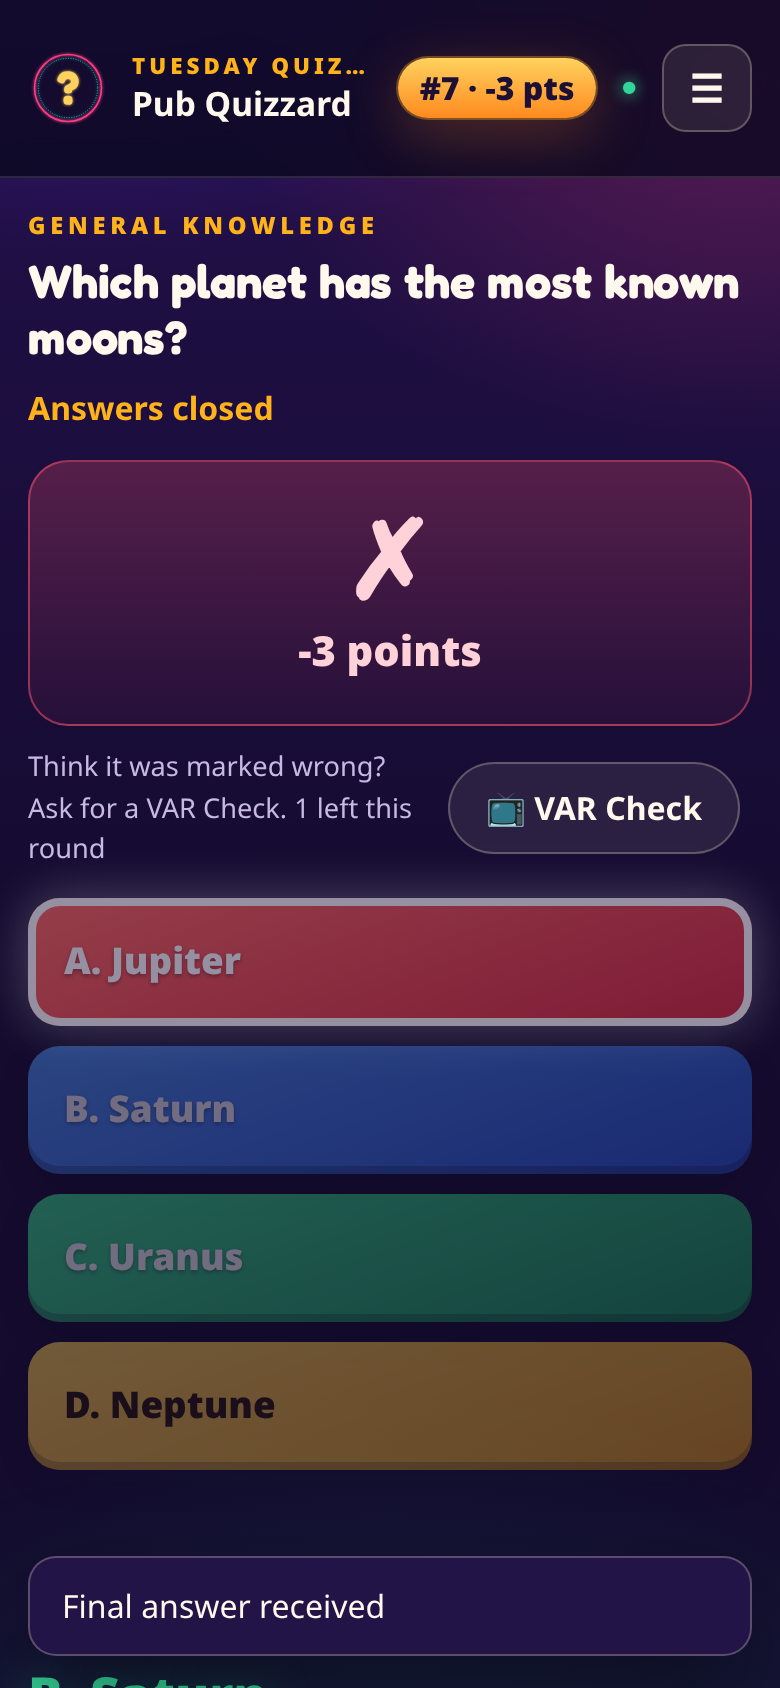 ?
TUESDAY QUIZ…
Pub Quizzard
#7 · -3 pts
☰
GENERAL KNOWLEDGE
Which planet has the most known
moons?
Answers closed
✗
-3 points
Think it was marked wrong?
Ask for a VAR Check. 1 left this
round
📺 VAR Check
A. Jupiter
B. Saturn
C. Uranus
D. Neptune
Final answer received
B. Saturn